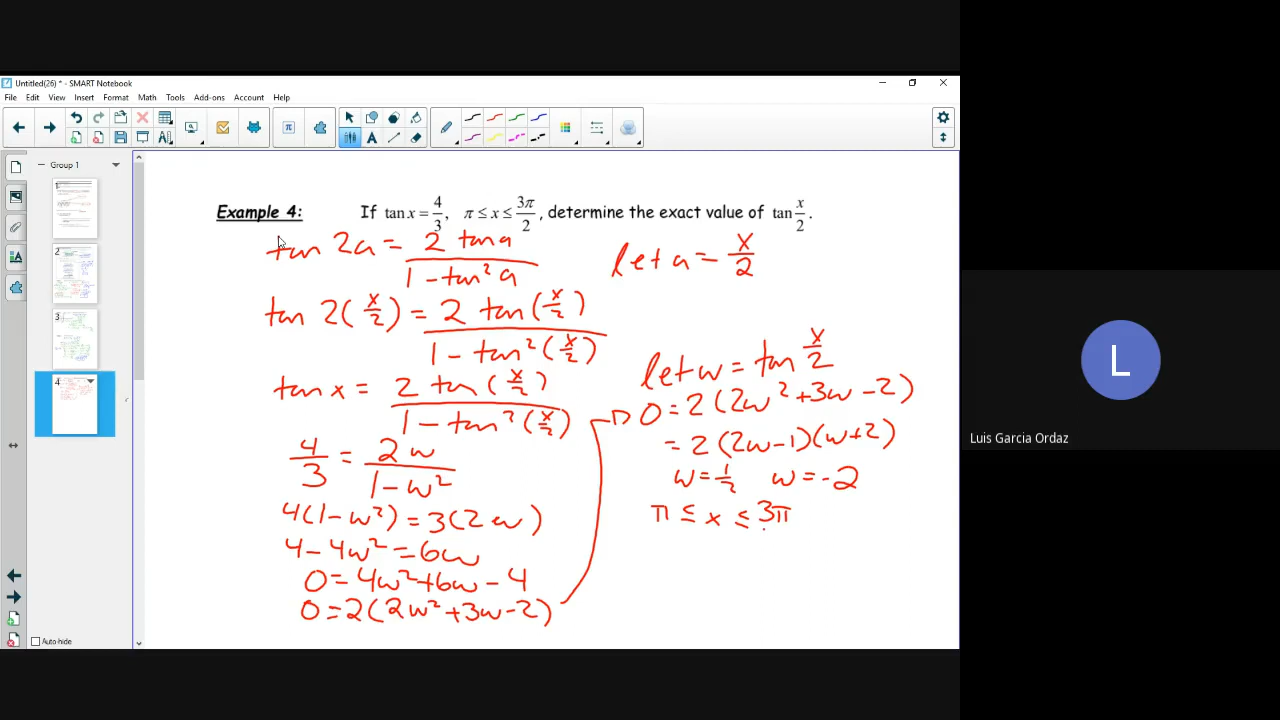 Untitled(26) * - SMART Notebook
File Edit View Insert Format Math Tools Add-ons Account Help
Group 1
1
2
3
4
Auto hide
Example 4: If tan x = 4/3, π ≤ x ≤ 3π/2, determine the exact value of tan x/2.
tan 2a = 2 tan a / 1 - tan² a
let a = x/2
tan 2(x/2) = 2 tan(x/2) / 1 - tan²(x/2)
tan x = 2 tan(x/2) / 1 - tan²(x/2)
4/3 = 2w / 1 - w²
4(1 - w²) = 3(2w)
4 - 4w² = 6w
0 = 4w² + 6w - 4
0 = 2(2w² + 3w - 2)
let w = tan x/2
0 = 2(2w² + 3w - 2)
= 2(2w - 1)(w + 2)
w = 1/2 w = -2
π ≤ x ≤ 3π
L
Luis Garcia Ordaz